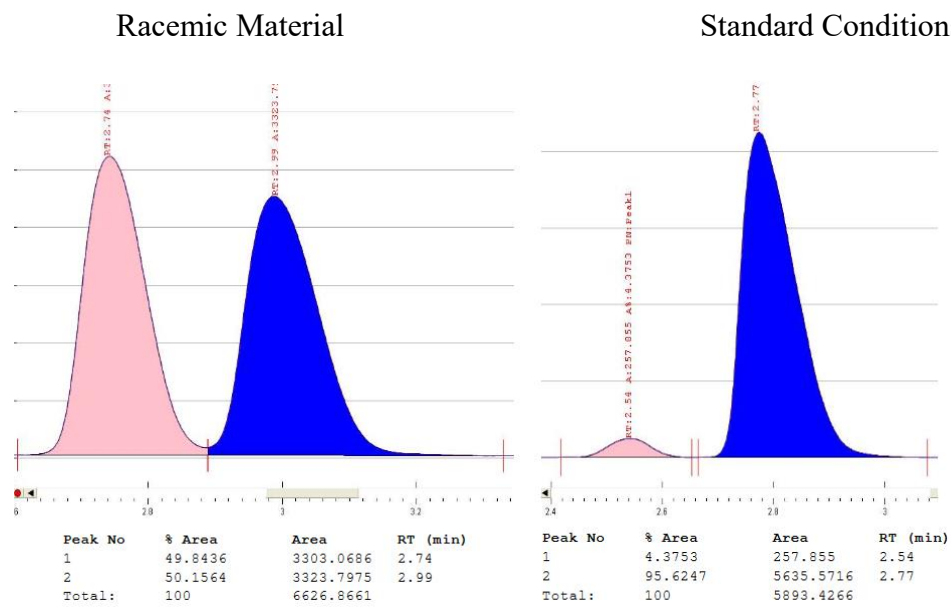 Racemic Material
Standard Condition
RT:2.74 A:3
RT:2.99 A:3323.7
RT:2.54 A:257.855 A%:4.3753 PN:Peak1
RT:2.77
2.8
3
3.2
2.4
2.6
2.8
3
Peak No % Area Area RT (min)
1 49.8436 3303.0686 2.74
2 50.1564 3323.7975 2.99
Total: 100 6626.8661
Peak No % Area Area RT (min)
1 4.3753 257.855 2.54
2 95.6247 5635.5716 2.77
Total: 100 5893.4266